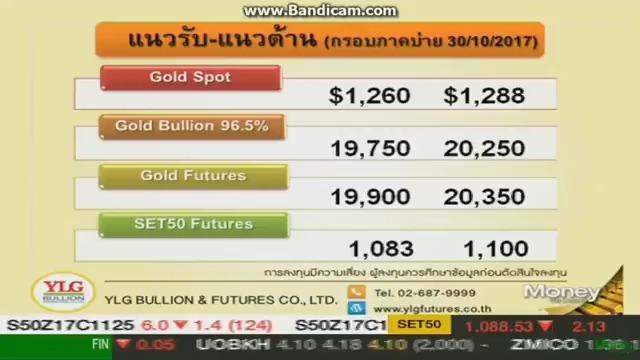 www.Bandicam.com
แนวรับ-แนวต้าน (กรอบภาคบ่าย 30/10/2017)
Gold Spot
$1,260 $1,288
Gold Bullion 96.5%
19,750 20,250
Gold Futures
19,900 20,350
SET50 Futures
1,083 1,100
การลงทุนมีความเสี่ยง ผู้ลงทุนควรศึกษาข้อมูลก่อนตัดสินใจลงทุน
YLG
BULLION
YLG BULLION & FUTURES CO., LTD.
Tel. 02-687-9999
www.ylgfutures.co.th
Money
S50Z17C1125 6.0 ▼ 1.4 (124) S50Z17C1 SET50 1,088.53 ▼ 2.13
FIN ▼ 0.05 UOBKH 4.10 4.18 4.10 (2,000) - ZMICO 1.36